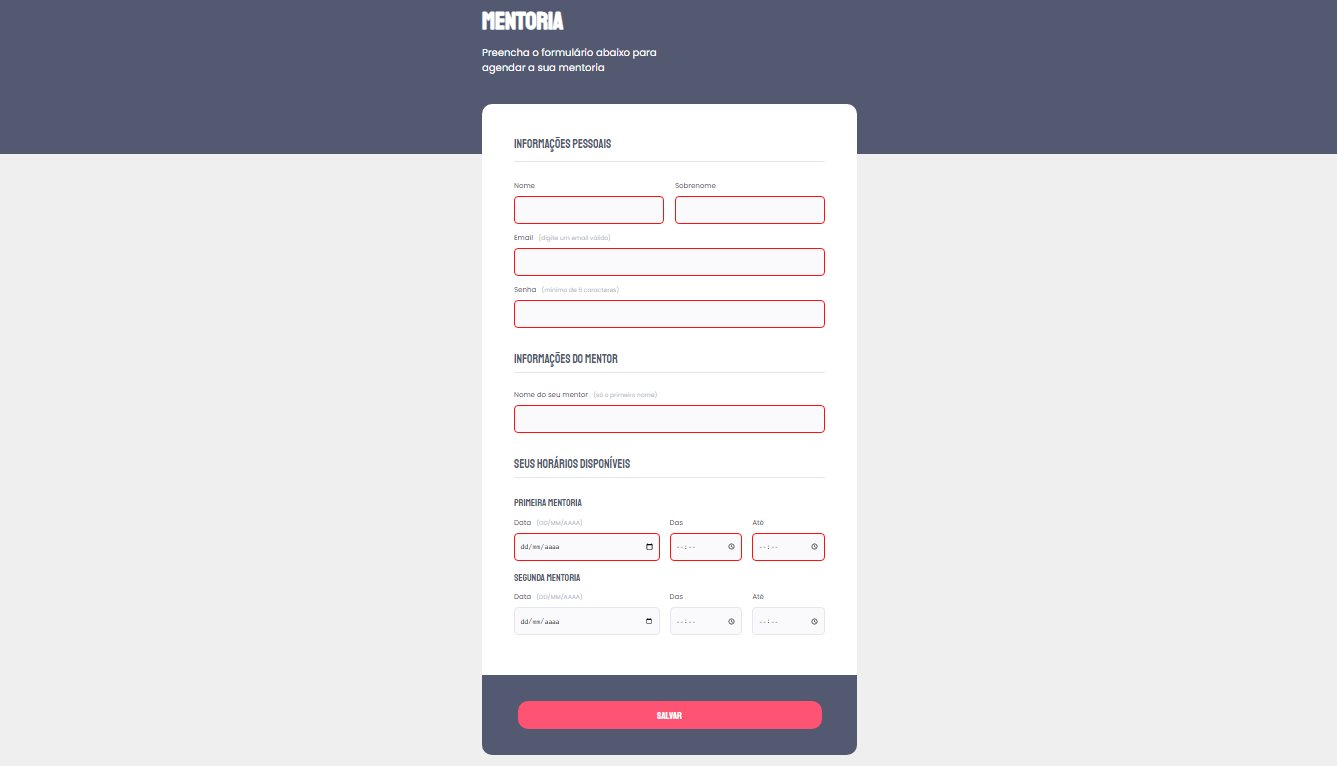 MENTORIA
Preencha o formulário abaixo para
agendar a sua mentoria
INFORMAÇÕES PESSOAIS
Nome Sobrenome
Email (digite um email válido)
Senha (mínimo de 9 caracteres)
INFORMAÇÕES DO MENTOR
Nome do seu mentor (só o primeiro nome)
SEUS HORÁRIOS DISPONÍVEIS
PRIMEIRA MENTORIA
Data (DD/MM/AAAA) Das Até
dd/mm/aaaa --:-- --:--
SEGUNDA MENTORIA
Data (DD/MM/AAAA) Das Até
dd/mm/aaaa --:-- --:--
SALVAR